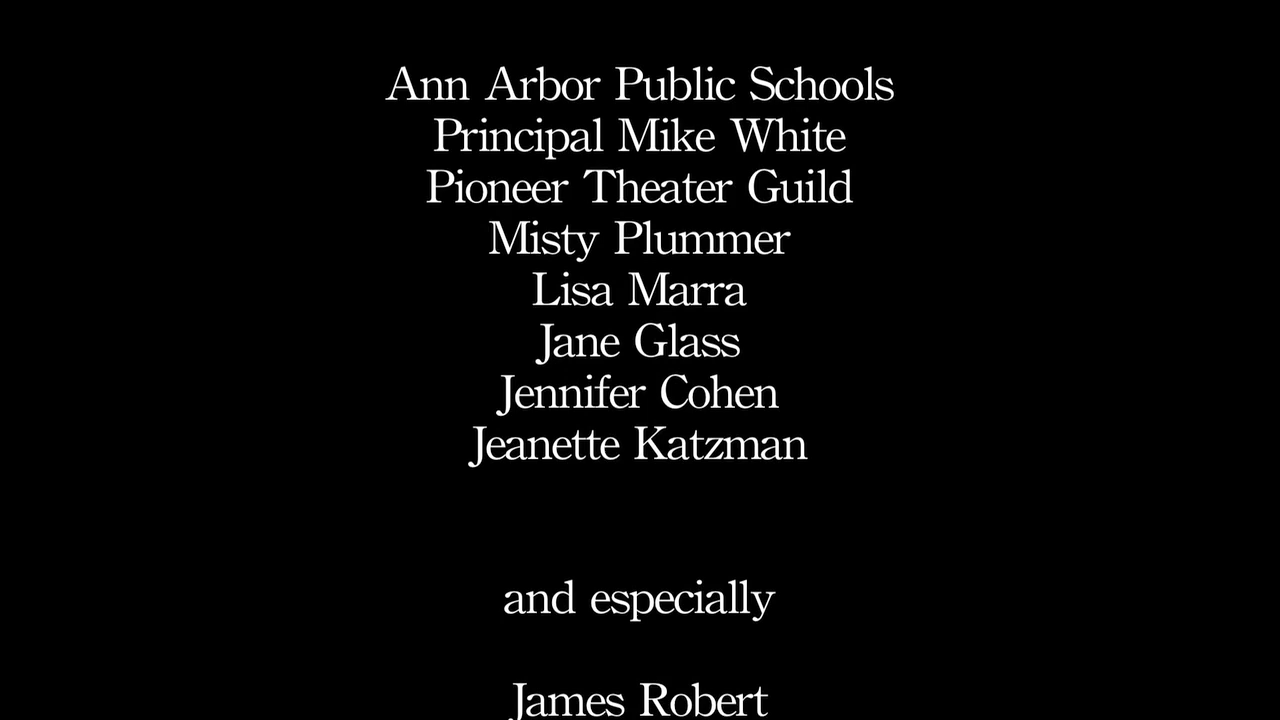 Ann Arbor Public Schools
Principal Mike White
Pioneer Theater Guild
Misty Plummer
Lisa Marra
Jane Glass
Jennifer Cohen
Jeanette Katzman
and especially
James Robert